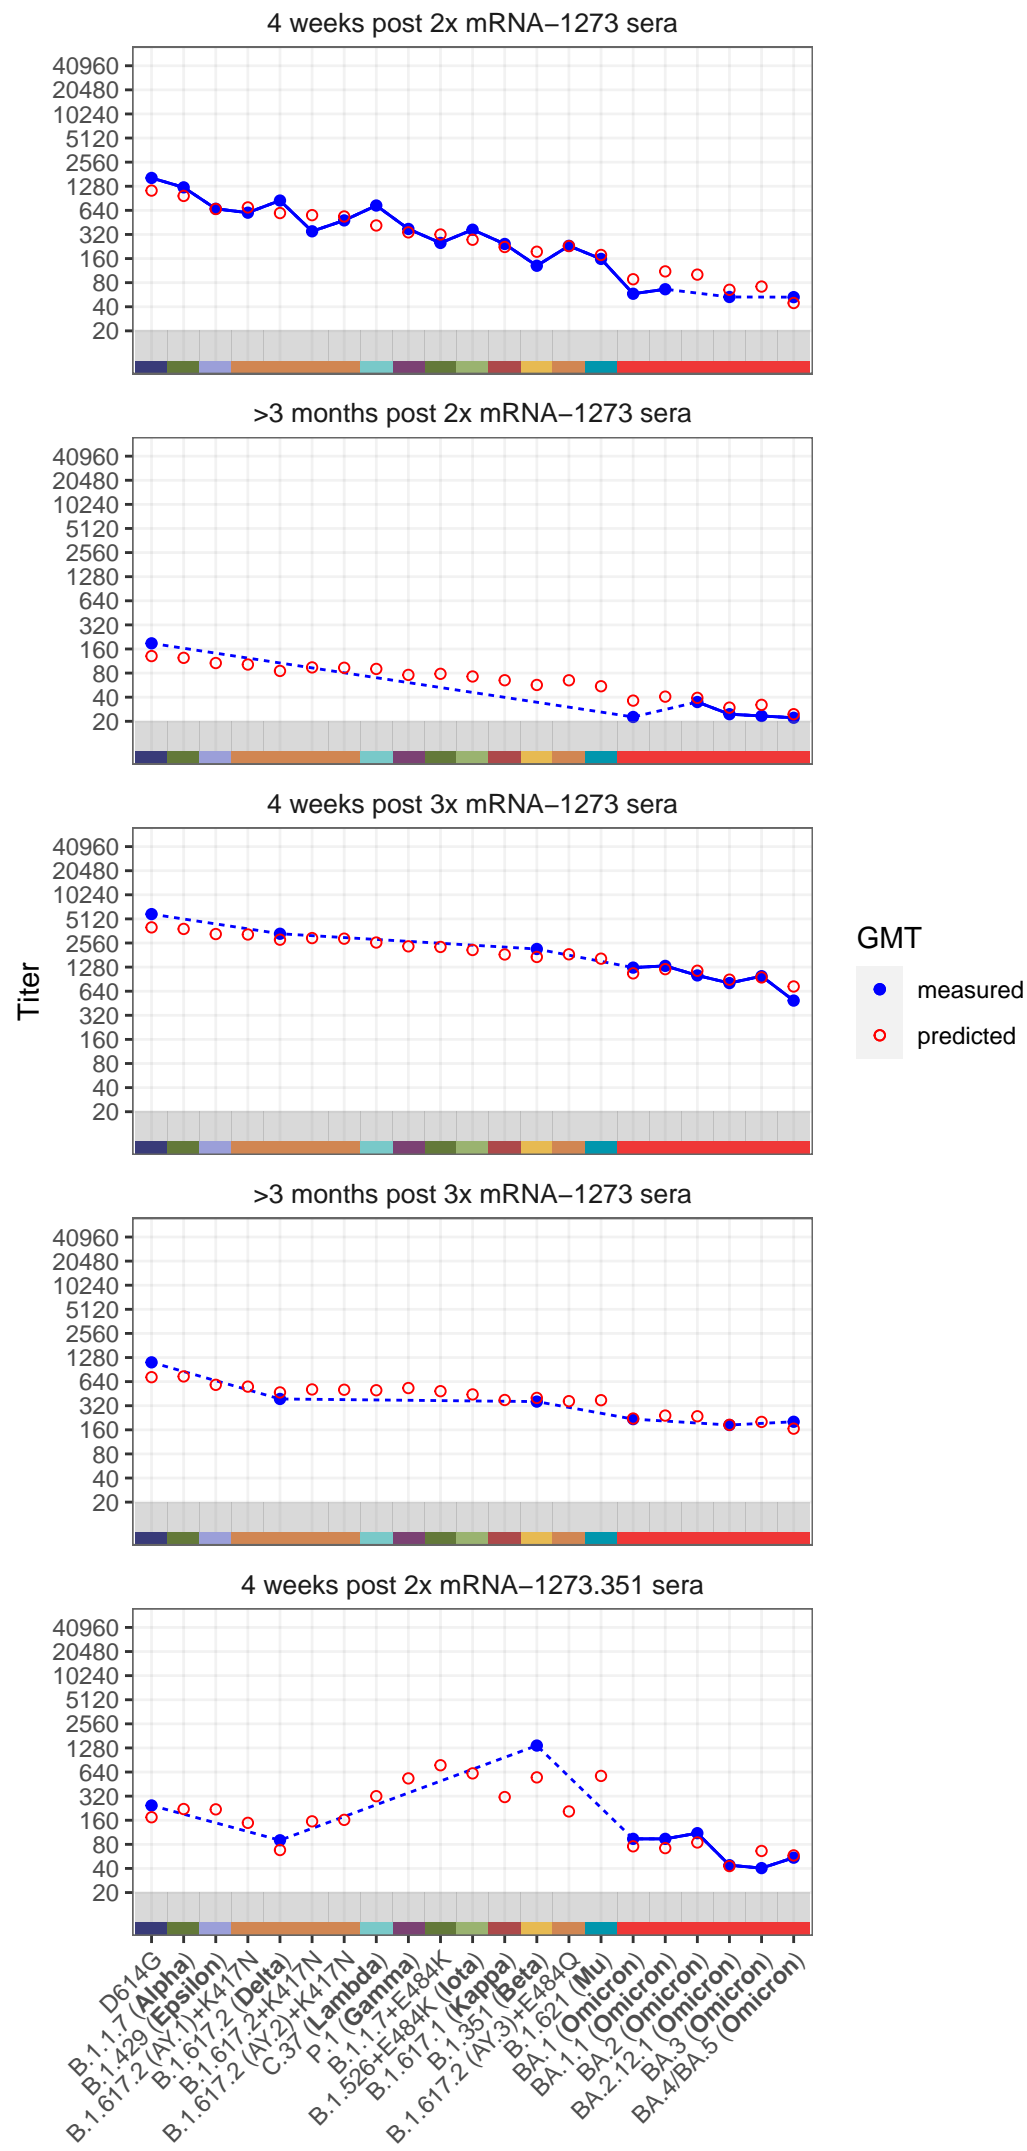 4 weeks post 2x mRNA−1273 sera
40960
20480
10240
5120
2560
1280
640
320
160
80
40
20
>3 months post 2x mRNA−1273 sera
40960
20480
10240
5120
2560
1280
640
320
160
80
40
20
4 weeks post 3x mRNA−1273 sera
40960
20480
10240
5120
2560
1280
640
320
160
80
40
20
Titer
GMT
measured
predicted
>3 months post 3x mRNA−1273 sera
40960
20480
10240
5120
2560
1280
640
320
160
80
40
20
4 weeks post 2x mRNA−1273.351 sera
40960
20480
10240
5120
2560
1280
640
320
160
80
40
20
D614G
B.1.1.7 (Alpha)
B.1.429 (Epsilon)
B.1.617.2 (AY.1)+K417N
B.1.617.2 (Delta)
B.1.617.2+K417N
B.1.617.2 (AY.2)+K417N
C.37 (Lambda)
P.1 (Gamma)
B.1.1.7+E484K
B.1.526+E484K (Iota)
B.1.617.1 (Kappa)
B.1.351 (Beta)
B.1.617.2 (AY.3)+E484Q
B.1.621 (Mu)
BA.1 (Omicron)
BA.1.1 (Omicron)
BA.2 (Omicron)
BA.2.12.1 (Omicron)
BA.3 (Omicron)
BA.4/BA.5 (Omicron)